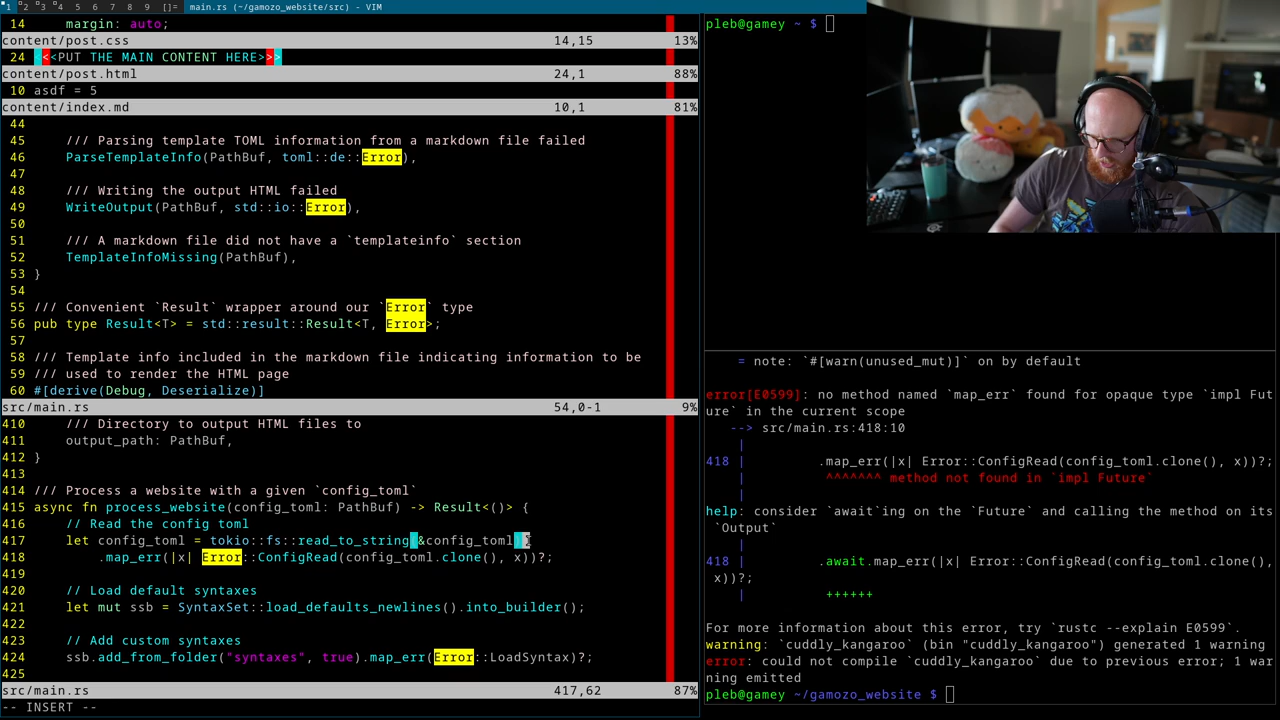 1 2 3 4 5 6 7 8 9 []= main.rs (~/gamozo_website/src) - VIM
14     margin: auto;
content/post.css 14,15 13%
24 <<<PUT THE MAIN CONTENT HERE>>>
content/post.html 24,1 88%
10 asdf = 5
content/index.md 10,1 81%
44
45     /// Parsing template TOML information from a markdown file failed
46     ParseTemplateInfo(PathBuf, toml::de::Error),
47
48     /// Writing the output HTML failed
49     WriteOutput(PathBuf, std::io::Error),
50
51     /// A markdown file did not have a `templateinfo` section
52     TemplateInfoMissing(PathBuf),
53 }
54
55 /// Convenient `Result` wrapper around our `Error` type
56 pub type Result<T> = std::result::Result<T, Error>;
57
58 /// Template info included in the markdown file indicating information to be
59 /// used to render the HTML page
60 #[derive(Debug, Deserialize)]
src/main.rs 54,0-1 9%
410     /// Directory to output HTML files to
411     output_path: PathBuf,
412 }
413
414 /// Process a website with a given `config_toml`
415 async fn process_website(config_toml: PathBuf) -> Result<()> {
416     // Read the config toml
417     let config_toml = tokio::fs::read_to_string(&config_toml)
418         .map_err(|x| Error::ConfigRead(config_toml.clone(), x))?;
419
420     // Load default syntaxes
421     let mut ssb = SyntaxSet::load_defaults_newlines().into_builder();
422
423     // Add custom syntaxes
424     ssb.add_from_folder("syntaxes", true).map_err(Error::LoadSyntax)?;
425
src/main.rs 417,62 87%
-- INSERT --
pleb@gamey ~ $
= note: `#[warn(unused_mut)]` on by default
error[E0599]: no method named `map_err` found for opaque type `impl Fut
ure` in the current scope
--> src/main.rs:418:10
|
418 |         .map_err(|x| Error::ConfigRead(config_toml.clone(), x))?;
|          ^^^^^^^ method not found in `impl Future`
|
help: consider `await`ing on the `Future` and calling the method on its
`Output`
|
418 |         .await.map_err(|x| Error::ConfigRead(config_toml.clone(),
x))?;
|          ++++++
For more information about this error, try `rustc --explain E0599`.
warning: `cuddly_kangaroo` (bin "cuddly_kangaroo") generated 1 warning
error: could not compile `cuddly_kangaroo` due to previous error; 1 war
ning emitted
pleb@gamey ~/gamozo_website $